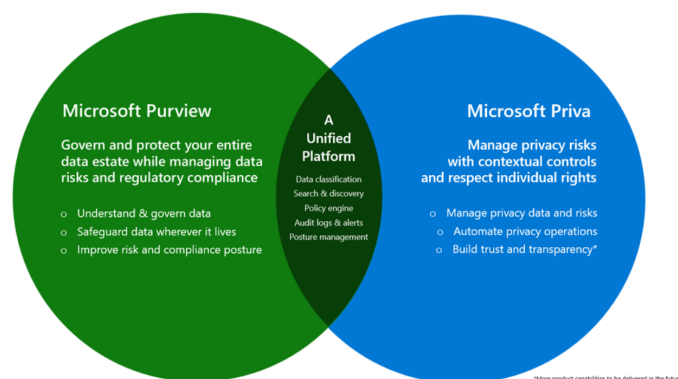 Microsoft Purview
Govern and protect your entire
data estate while managing data
risks and regulatory compliance
o Understand & govern data
o Safeguard data wherever it lives
o Improve risk and compliance posture
A
Unified
Platform
Data classification
Search & discovery
Policy engine
Audit logs & alerts
Posture management
Microsoft Priva
Manage privacy risks
with contextual controls
and respect individual rights
o Manage privacy data and risks
o Automate privacy operations
o Build trust and transparency*
*More product capabilities to be delivered in the